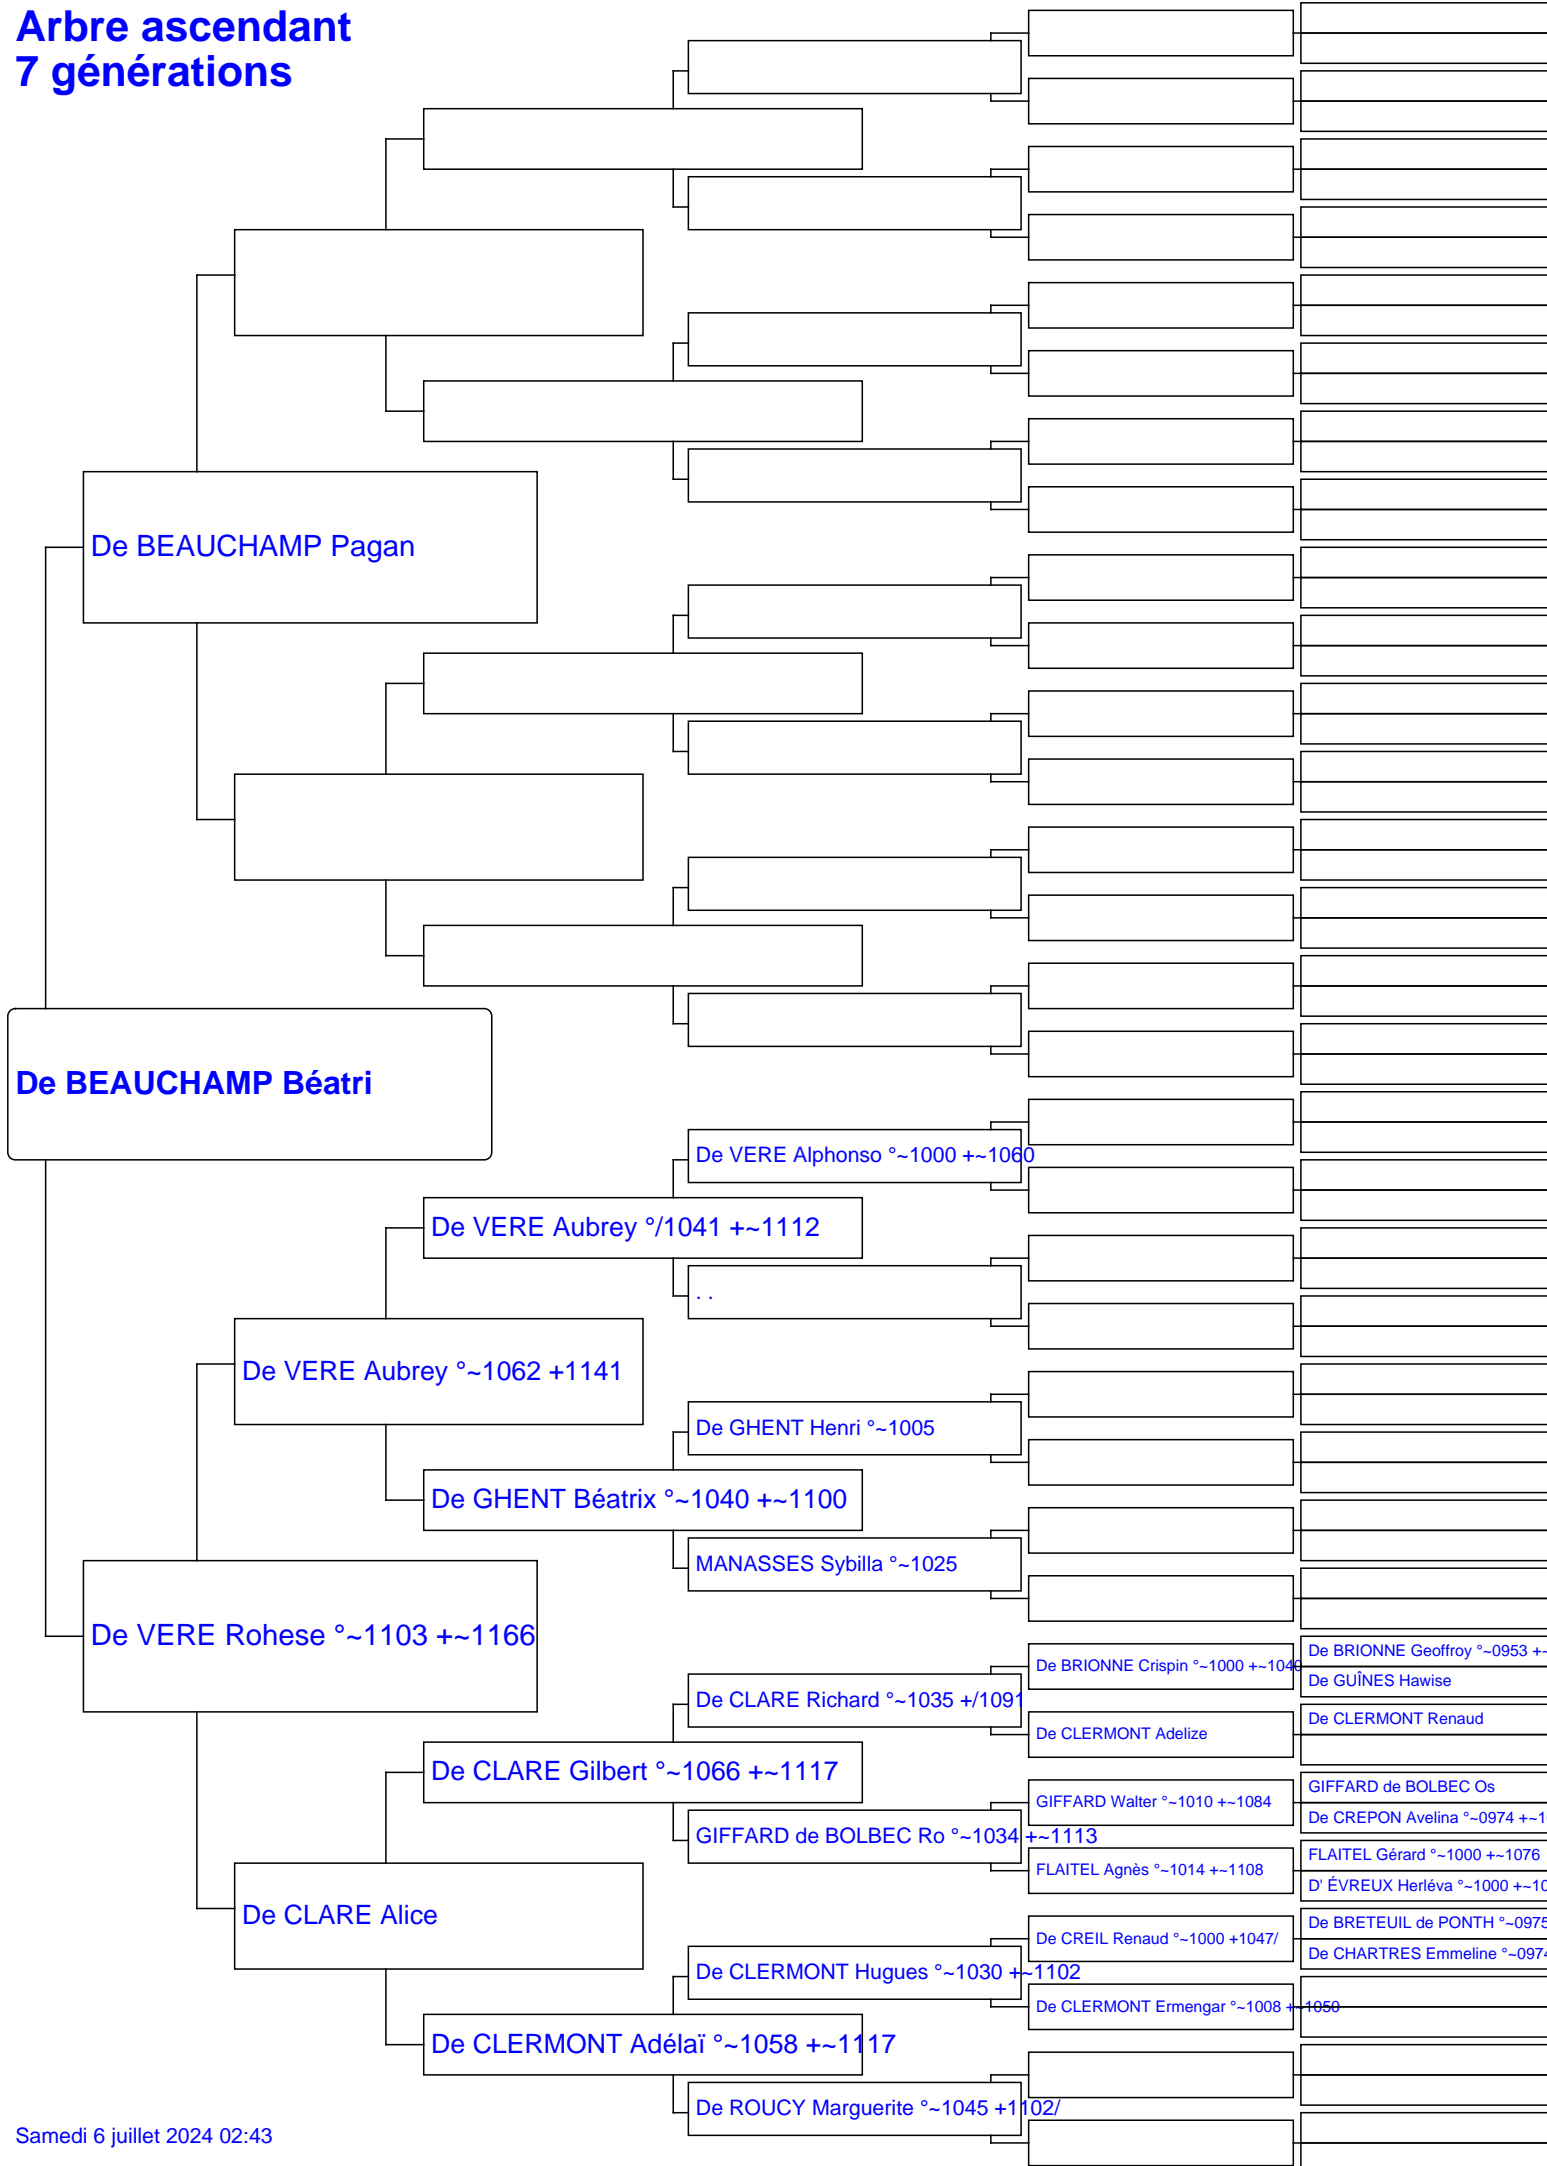 Arbre ascendant
7 générations
De BEAUCHAMP Pagan
De BEAUCHAMP Béatri
De VERE Alphonso °~1000 +~1060
De VERE Aubrey °/1041 +~1112
. .
De VERE Aubrey °~1062 +1141
De GHENT Henri °~1005
De GHENT Béatrix °~1040 +~1100
MANASSES Sybilla °~1025
De VERE Rohese °~1103 +~1166
De BRIONNE Geoffroy °~0953 +~
De BRIONNE Crispin °~1000 +~1040
De GUÎNES Hawise
De CLARE Richard °~1035 +/1091
De CLERMONT Renaud
De CLERMONT Adelize
De CLARE Gilbert °~1066 +~1117
GIFFARD de BOLBEC Os
GIFFARD Walter °~1010 +~1084
De CREPON Avelina °~0974 +~1
GIFFARD de BOLBEC Ro °~1034 +~1113
FLAITEL Gérard °~1000 +~1076
FLAITEL Agnès °~1014 +~1108
D' ÉVREUX Herléva °~1000 +~10
De CLARE Alice
De BRETEUIL de PONTH °~0975
De CREIL Renaud °~1000 +1047/
De CHARTRES Emmeline °~0974
De CLERMONT Hugues °~1030 +~1102
De CLERMONT Ermengar °~1008 +~1050
De CLERMONT Adélaï °~1058 +~1117
De ROUCY Marguerite °~1045 +1102/
Samedi 6 juillet 2024 02:43